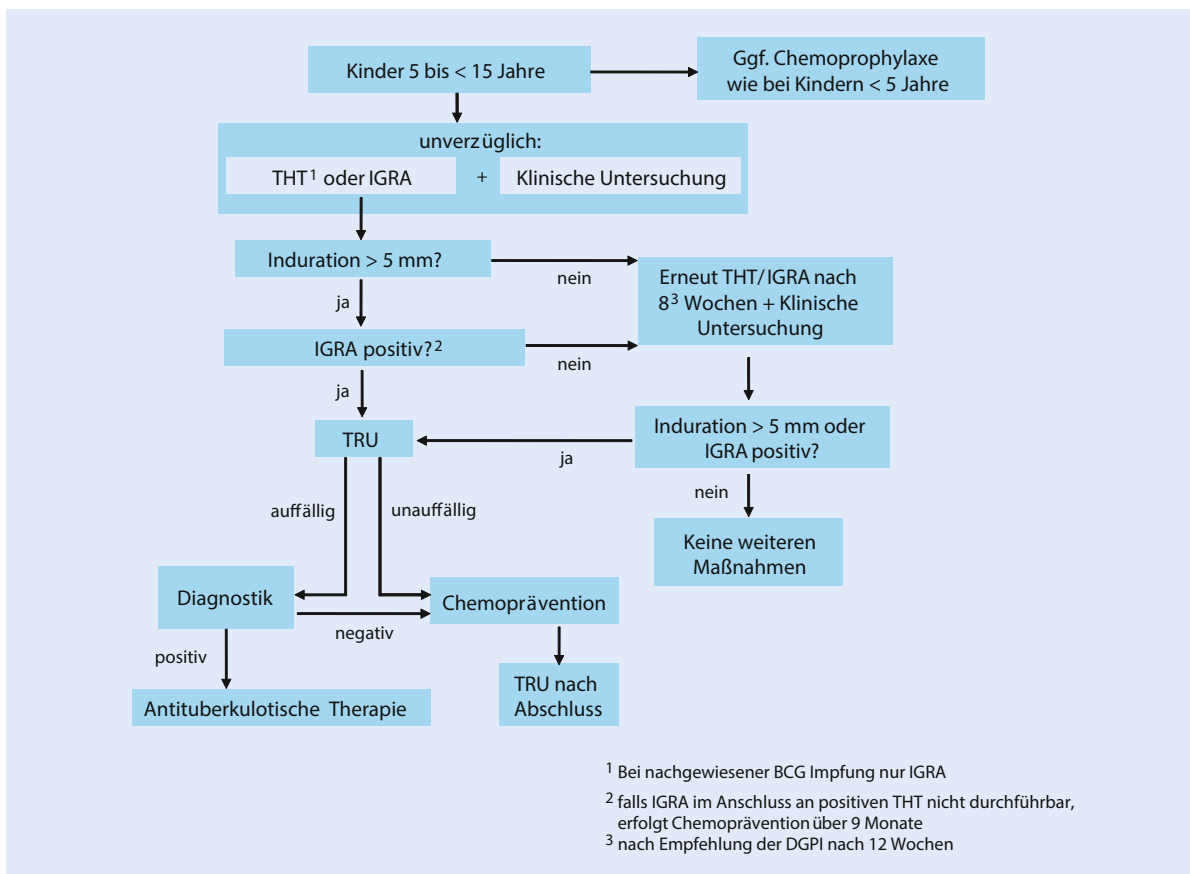 Kinder 5 bis < 15 Jahre
Ggf. Chemoprophylaxe
wie bei Kindern < 5 Jahre
unverzüglich:
THT¹ oder IGRA
+
Klinische Untersuchung
Induration > 5 mm?
nein
ja
Erneut THT/IGRA nach
8³ Wochen + Klinische
Untersuchung
IGRA positiv?²
nein
ja
TRU
ja
Induration > 5 mm oder
IGRA positiv?
nein
auffällig
unauffällig
Keine weiteren
Maßnahmen
Diagnostik
Chemoprävention
negativ
positiv
Antituberkulotische Therapie
TRU nach
Abschluss
¹ Bei nachgewiesener BCG Impfung nur IGRA
² falls IGRA im Anschluss an positiven THT nicht durchführbar,
erfolgt Chemoprävention über 9 Monate
³ nach Empfehlung der DGPI nach 12 Wochen